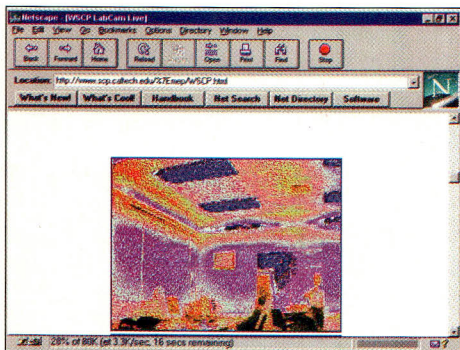 Netscape - [WSCP LabCam Live]
File Edit View Go Bookmarks Options Directory Window Help
Back Forward Home Reload Open Print Find Stop
Location: http://www.scp.caltech.edu/%7Emep/WSCP.html
What's New! What's Cool! Handbook Net Search Net Directory Software
N
28% of 80K (at 3.3K/sec, 16 secs remaining)